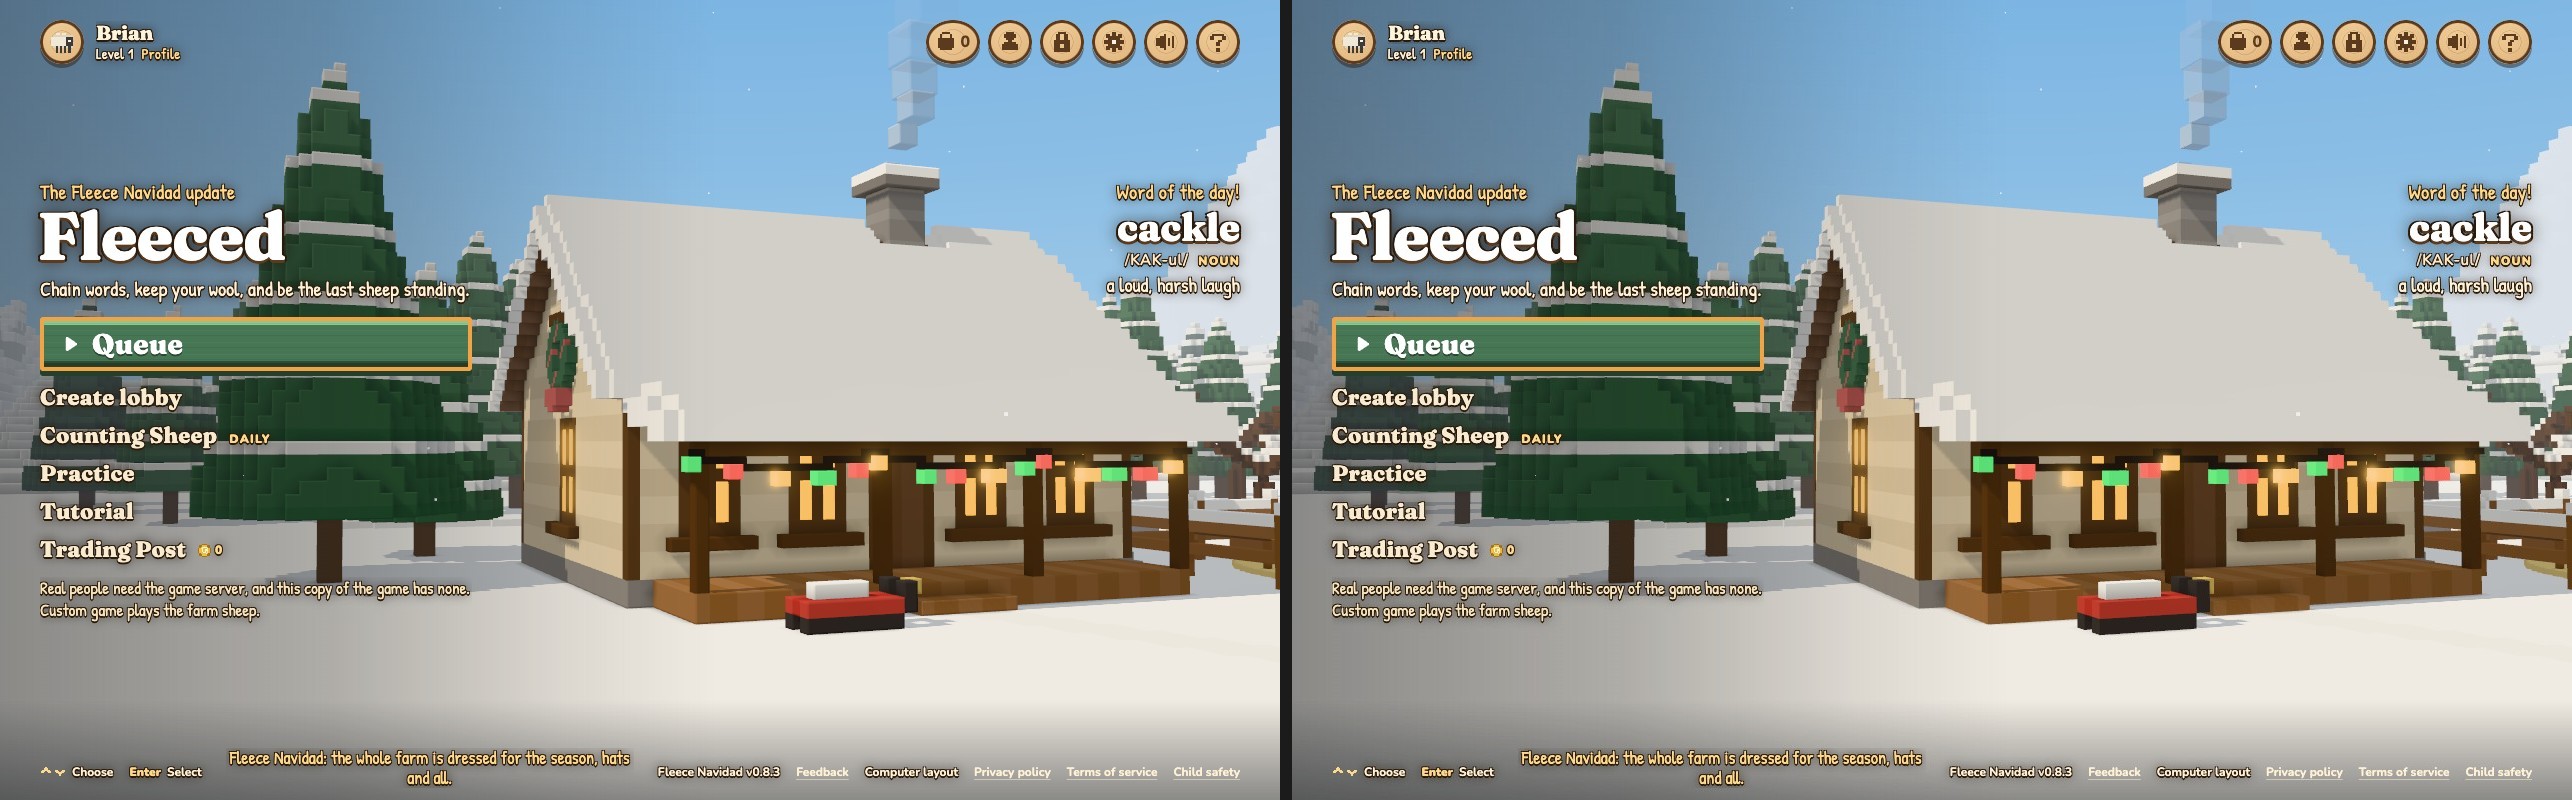 Brian
Level 1 Profile
0
?
The Fleece Navidad update
Fleeced
Chain words, keep your wool, and be the last sheep standing.
Queue
Create lobby
Counting Sheep DAILY
Practice
Tutorial
Trading Post 0
Real people need the game server, and this copy of the game has none.
Custom game plays the farm sheep.
Word of the day!
cackle
/KAK-ul/ NOUN
a loud, harsh laugh
Choose Enter Select
Fleece Navidad: the whole farm is dressed for the season, hats
and all.
Fleece Navidad v0.8.3 Feedback Computer layout Privacy policy Terms of service Child safety
Brian
Level 1 Profile
0
?
The Fleece Navidad update
Fleeced
Chain words, keep your wool, and be the last sheep standing.
Queue
Create lobby
Counting Sheep DAILY
Practice
Tutorial
Trading Post 0
Real people need the game server, and this copy of the game has none.
Custom game plays the farm sheep.
Word of the day!
cackle
/KAK-ul/ NOUN
a loud, harsh laugh
Choose Enter Select
Fleece Navidad: the whole farm is dressed for the season, hats
and all.
Fleece Navidad v0.8.3 Feedback Computer layout Privacy policy Terms of service Child safety